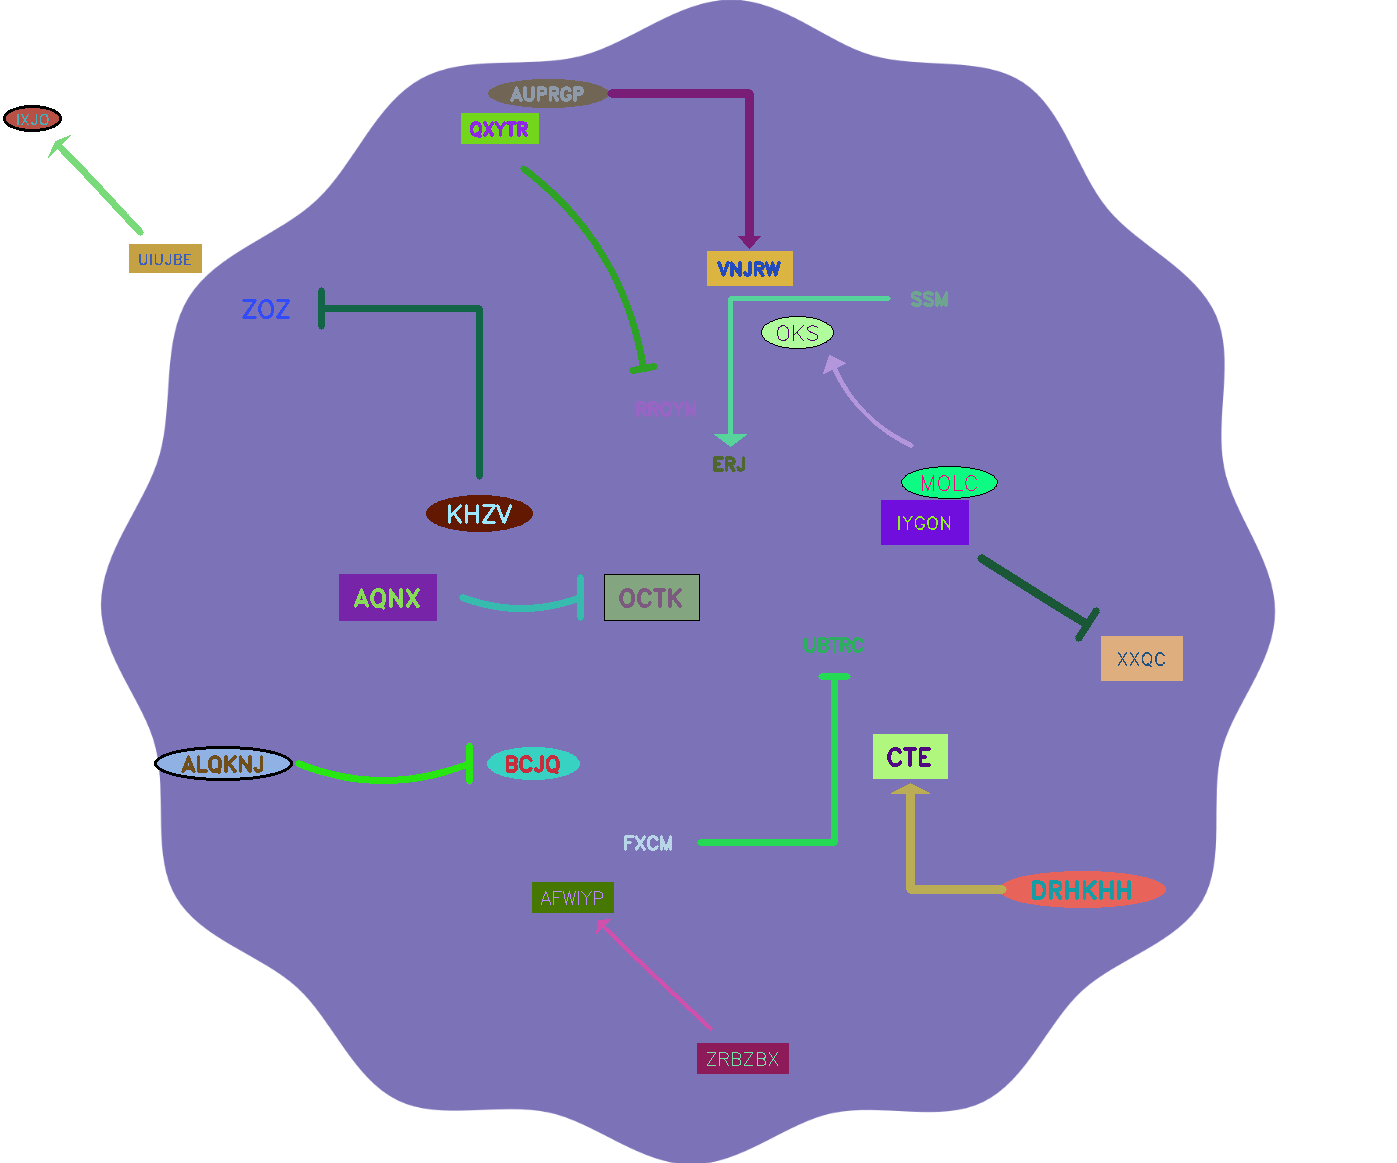 AUPRGP
IXJO
QXYTR
UIUJBE
VNJRW
SSM
ZOZ
OKS
ERJ
MOLC
KHZV
IYGON
AQNX
OCTK
UBTRC
XXQC
CTE
ALQKNJ
BCJQ
FXCM
DRHKHH
AFWIYP
ZRBZBX